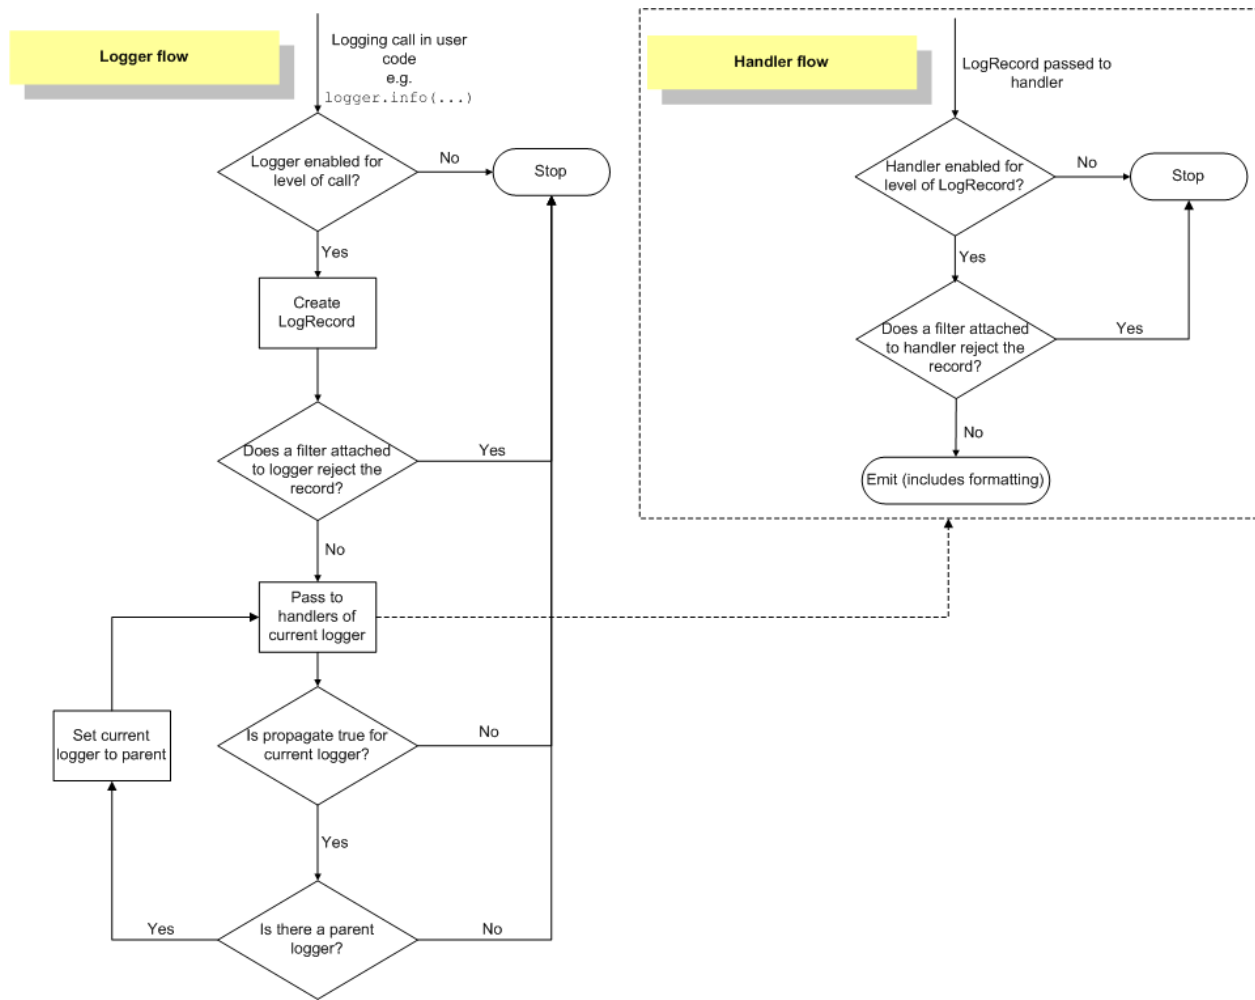 Logger flow
Logging call in user
code
e.g.
logger.info(...)
Logger enabled for
level of call?
No
Stop
Yes
Create
LogRecord
Does a filter attached
to logger reject the
record?
Yes
No
Pass to
handlers of
current logger
Set current
logger to parent
Is propagate true for
current logger?
No
Yes
Is there a parent
logger?
Yes
No
Handler flow
LogRecord passed to
handler
Handler enabled for
level of LogRecord?
No
Stop
Yes
Does a filter attached
to handler reject the
record?
Yes
No
Emit (includes formatting)